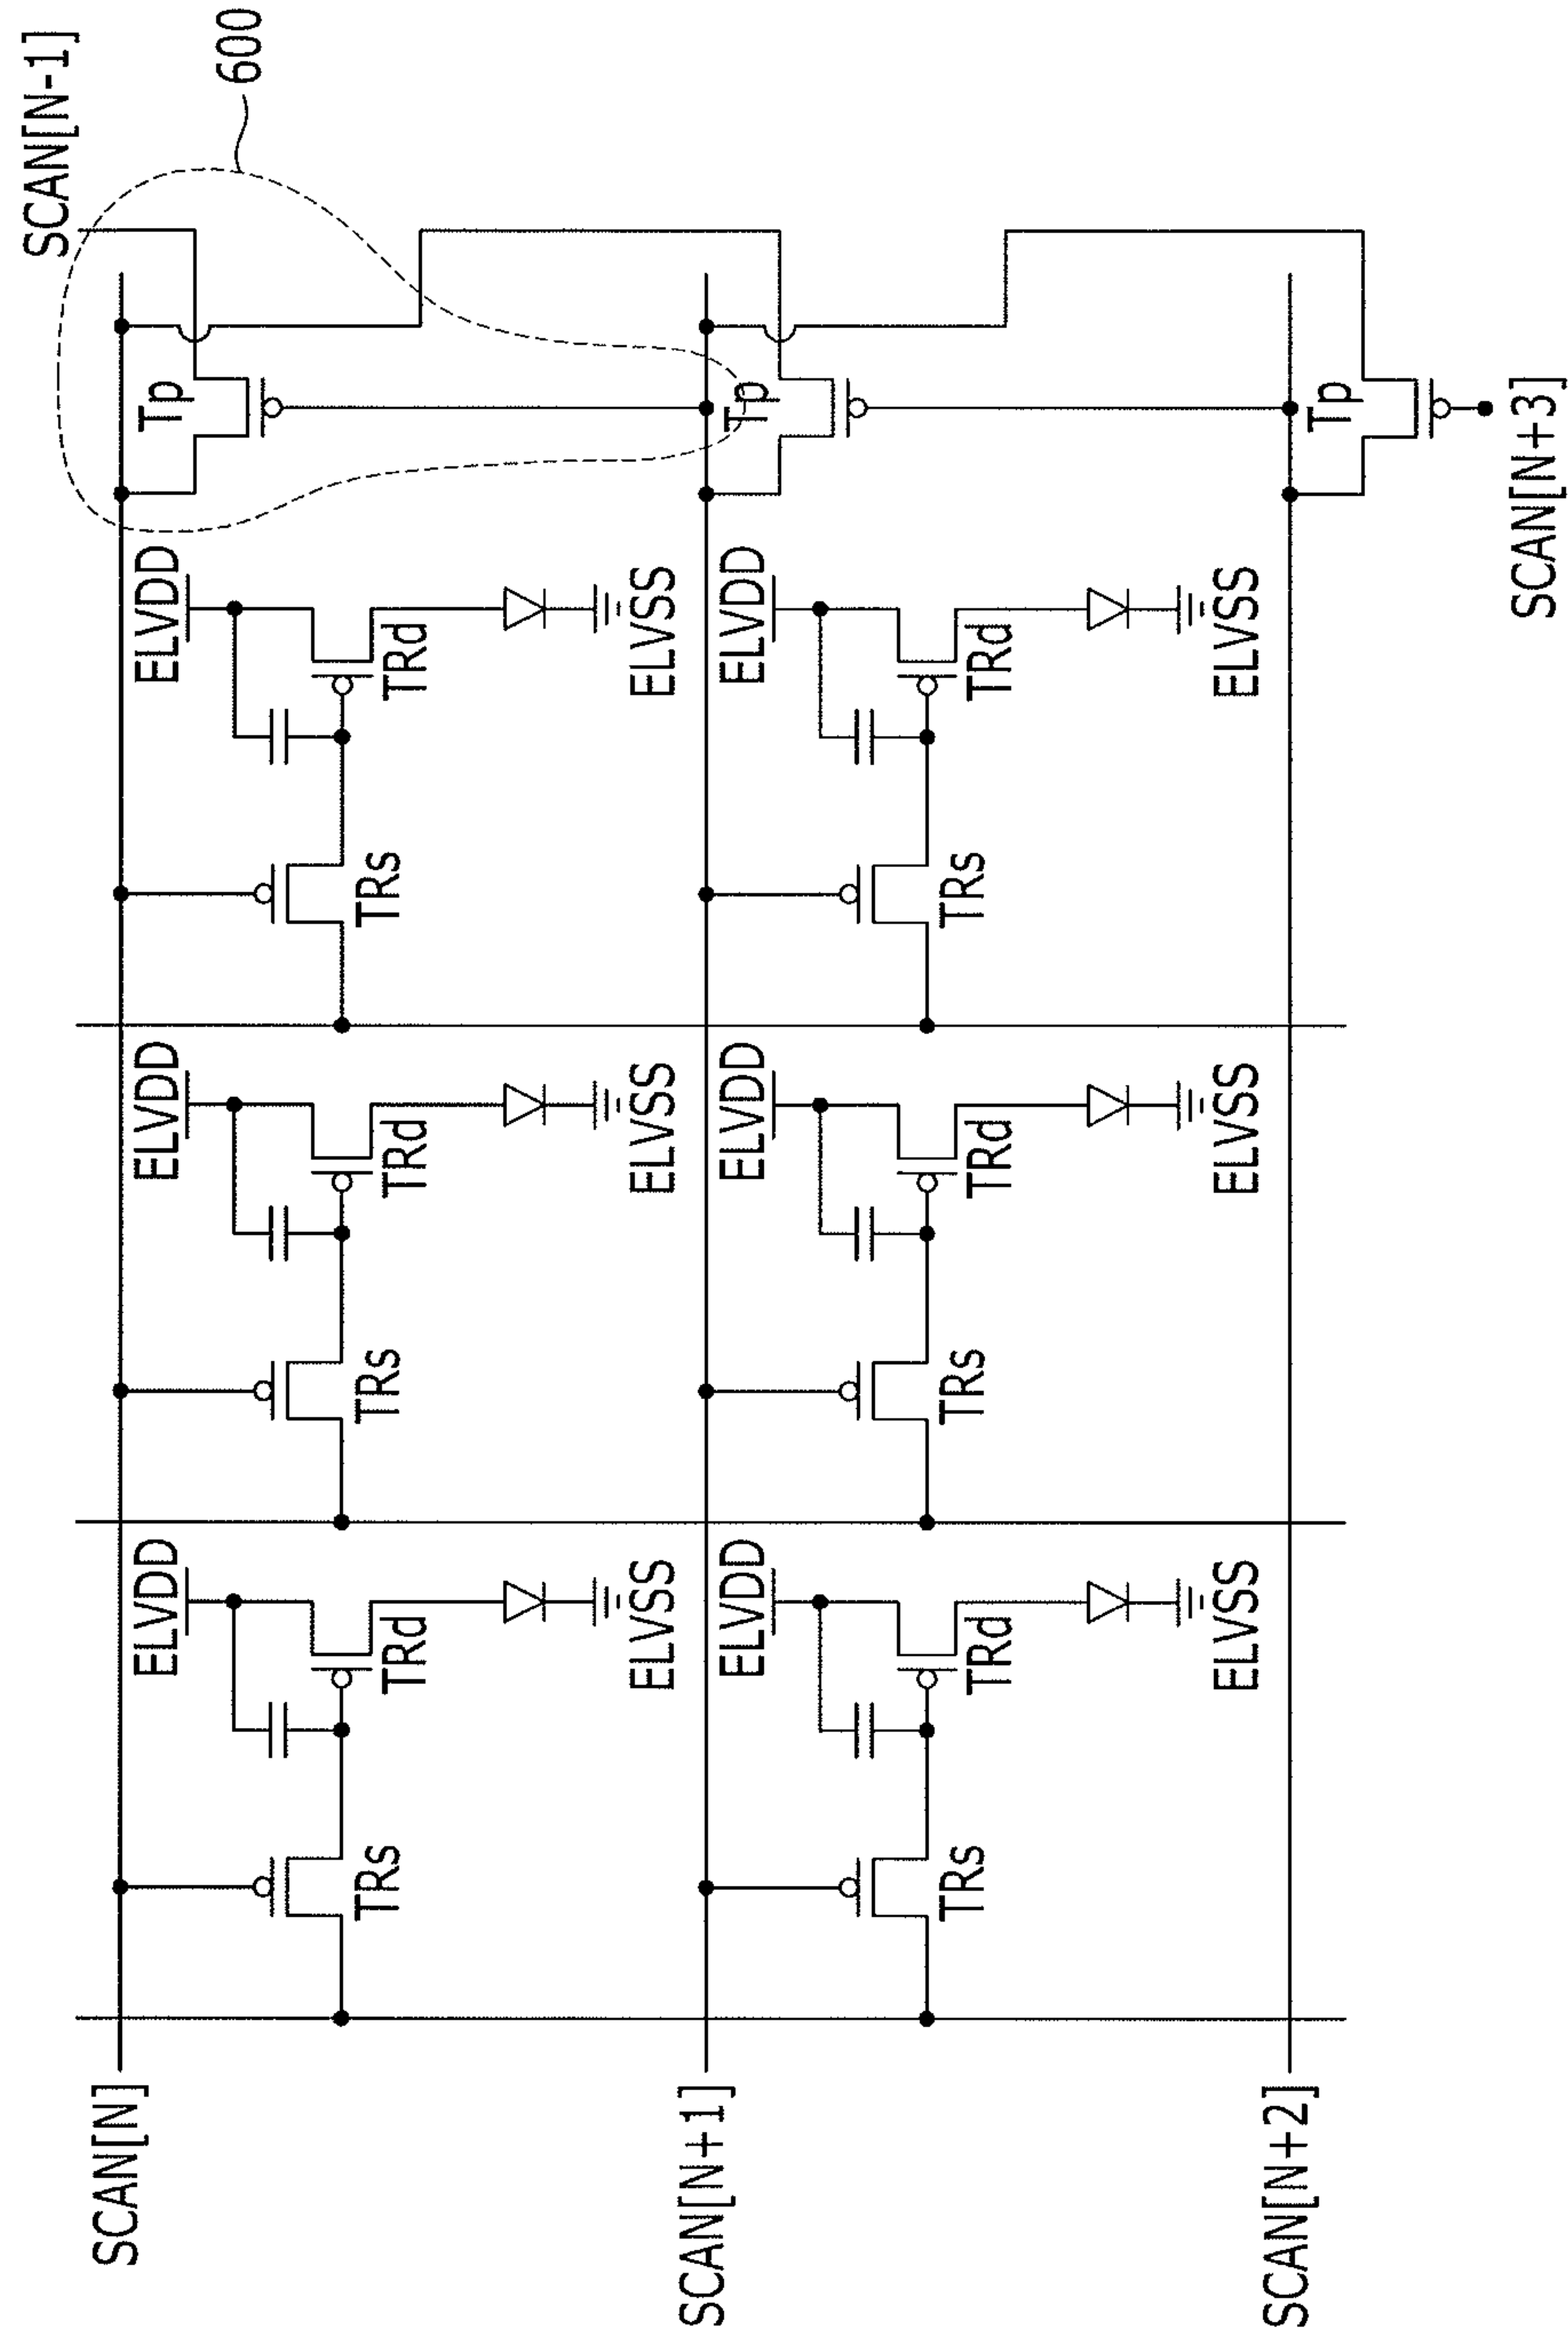 SCAN[N-1]
SCAN[N]
ELVDD
ELVDD
ELVDD
Tp
600
TRs
TRd
TRs
TRd
TRs
TRd
ELVSS
ELVSS
ELVSS
SCAN[N+1]
ELVDD
ELVDD
ELVDD
Tp
TRs
TRd
TRs
TRd
TRs
TRd
ELVSS
ELVSS
ELVSS
SCAN[N+2]
Tp
SCAN[N+3]